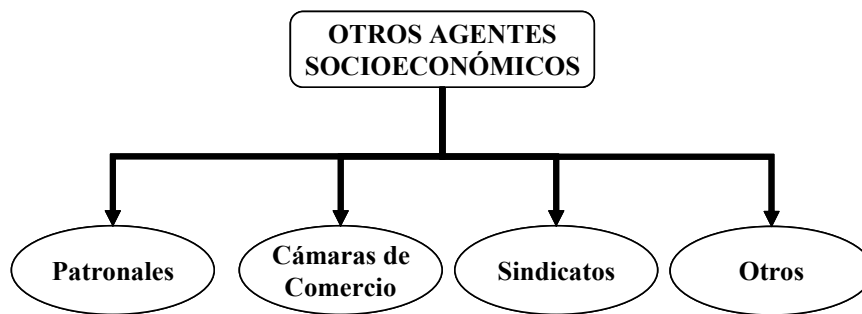 OTROS AGENTES
SOCIOECONÓMICOS
Patronales
Cámaras de
Comercio
Sindicatos
Otros